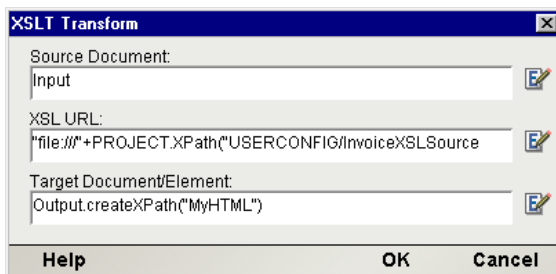 XSLT Transform
Source Document:
Input
XSL URL:
"file:///"+PROJECT.XPath("USERCONFIG/InvoiceXSLSource
Target Document/Element:
Output.createXPath("MyHTML")
Help OK Cancel